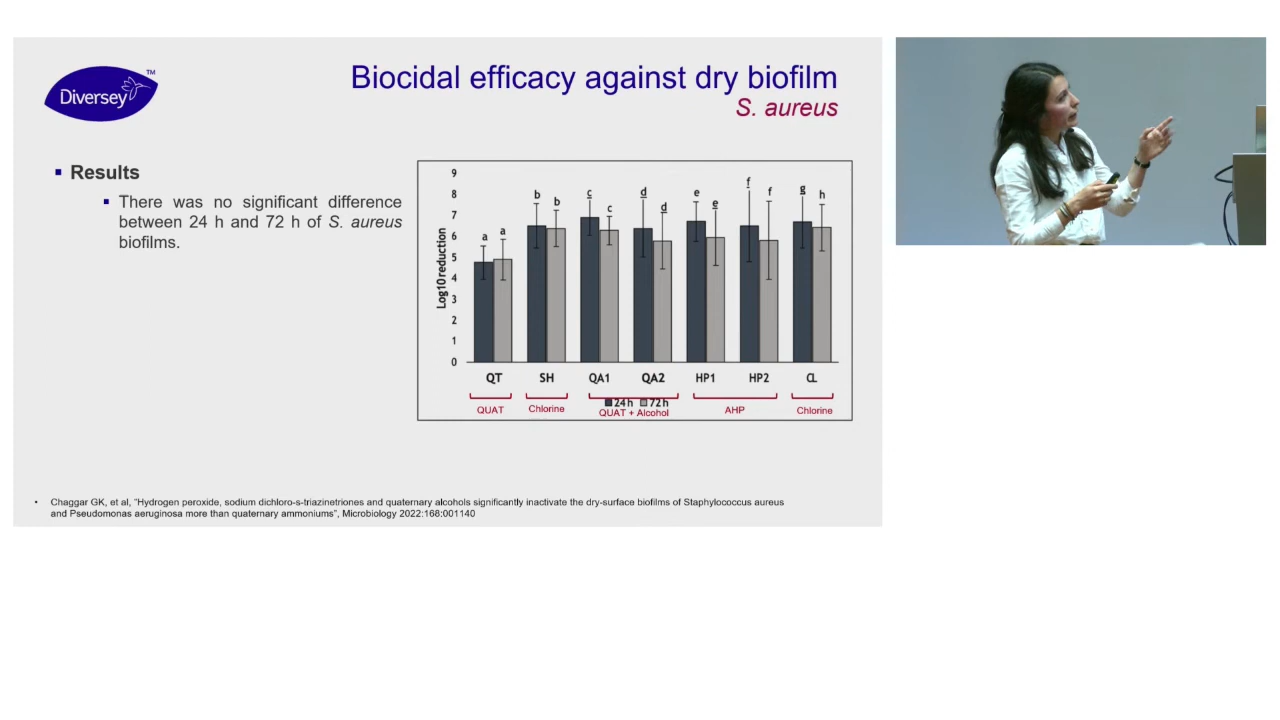 Diversey
TM
Biocidal efficacy against dry biofilm
S. aureus
▪ Results
▪ There was no significant difference
between 24 h and 72 h of S. aureus
biofilms.
Log10 reduction
9
8
7
6
5
4
3
2
1
0
a a b b c c d d e e f f g h
QT SH QA1 QA2 HP1 HP2 CL
24h 72h
QUAT Chlorine QUAT + Alcohol AHP Chlorine
• Chaggar GK, et al, "Hydrogen peroxide, sodium dichloro-s-triazinetriones and quaternary alcohols significantly inactivate the dry-surface biofilms of Staphylococcus aureus
and Pseudomonas aeruginosa more than quaternary ammoniums", Microbiology 2022:168:001140